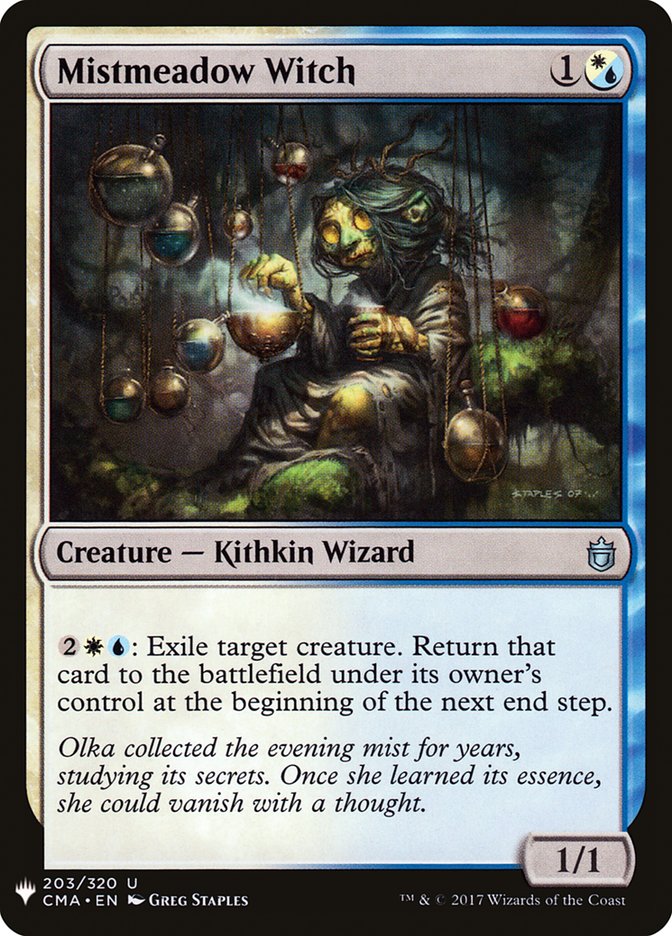 Mistmeadow Witch 1
STAPLES 07
Creature — Kithkin Wizard
2: Exile target creature. Return that
card to the battlefield under its owner's
control at the beginning of the next end step.
Olka collected the evening mist for years,
studying its secrets. Once she learned its essence,
she could vanish with a thought.
1/1
203/320 U
CMA • EN Greg Staples
™ & © 2017 Wizards of the Coast